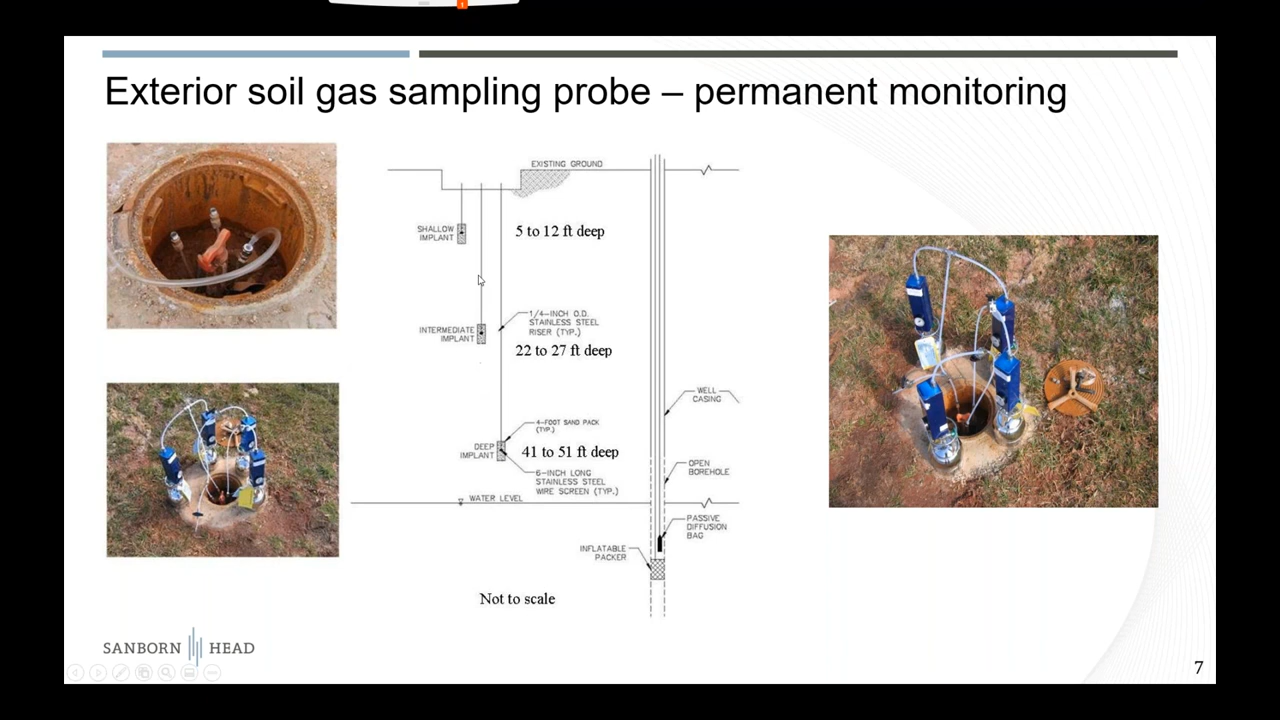 Exterior soil gas sampling probe – permanent monitoring
EXISTING GROUND
SHALLOW
IMPLANT
5 to 12 ft deep
1/4-INCH O.D.
STAINLESS STEEL
RISER (TYP.)
INTERMEDIATE
IMPLANT
22 to 27 ft deep
WELL
CASING
4-FOOT SAND PACK
(TYP.)
DEEP
IMPLANT
41 to 51 ft deep
6-INCH LONG
STAINLESS STEEL
WIRE SCREEN (TYP.)
OPEN
BOREHOLE
WATER LEVEL
PASSIVE
DIFFUSION
BAG
INFLATABLE
PACKER
Not to scale
SANBORN HEAD
7